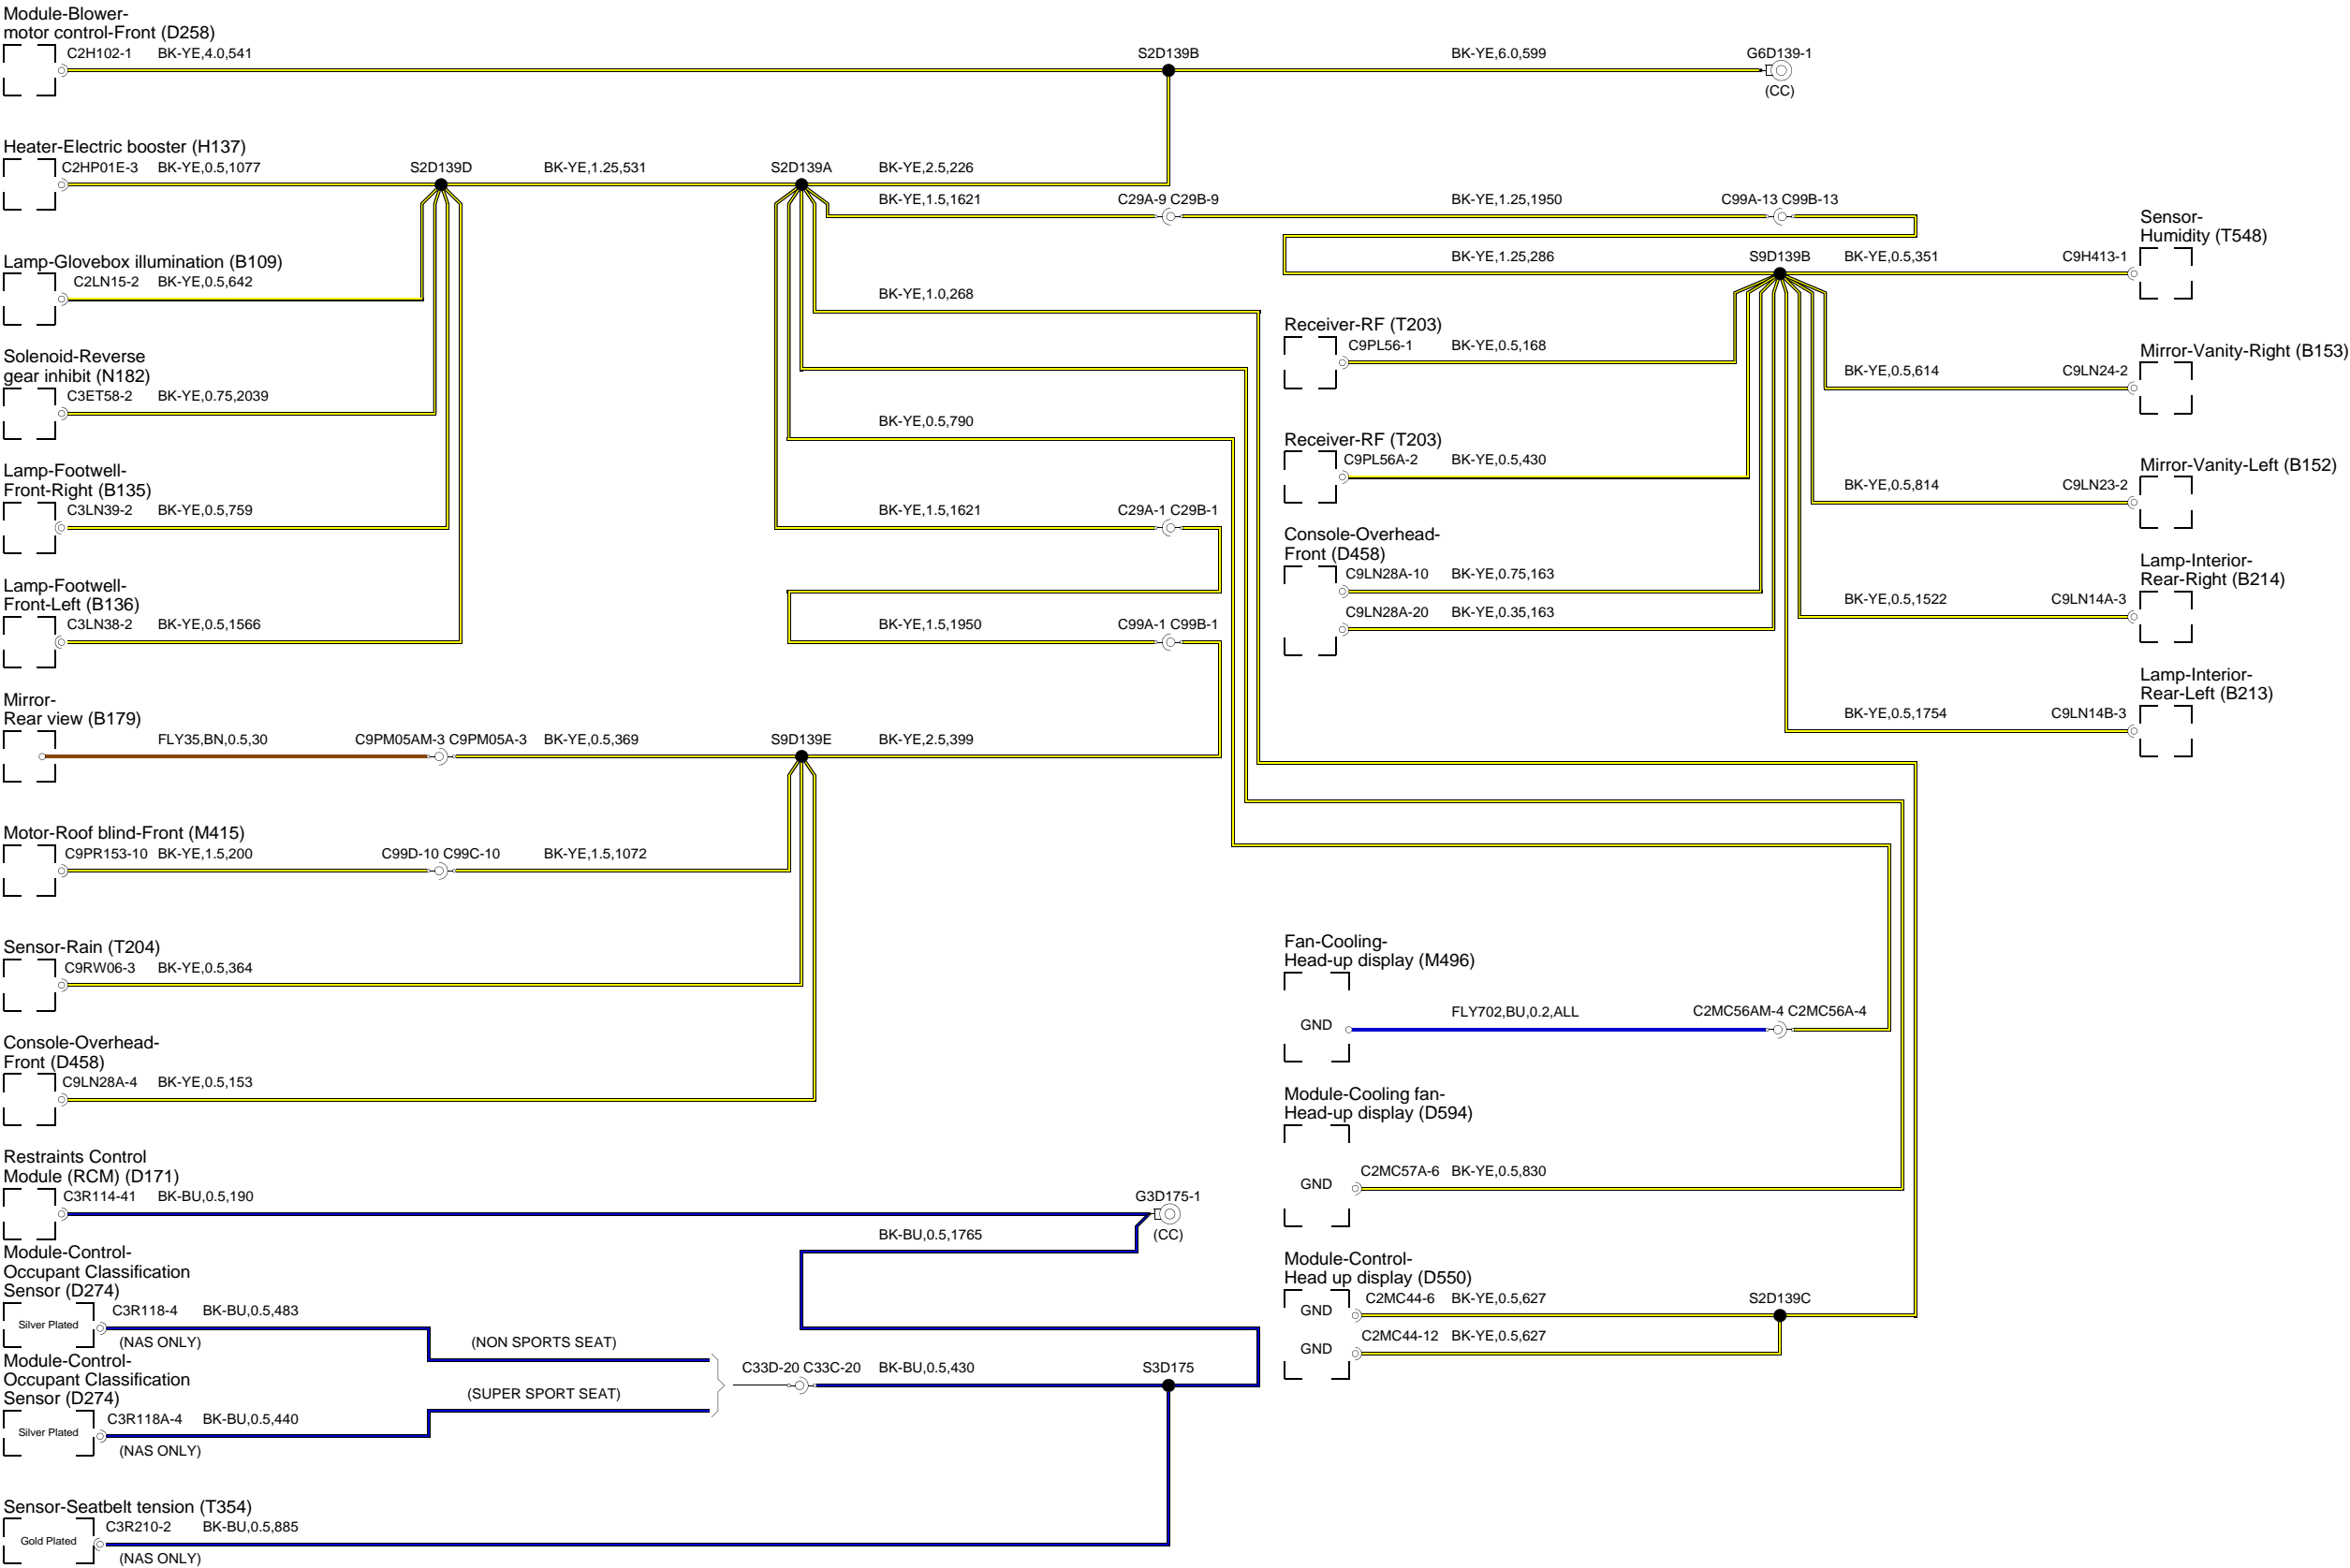 Module-Blower-
motor control-Front (D258)
C2H102-1 BK-YE,4.0,541
S2D139B
BK-YE,6.0,599
G6D139-1
(CC)
Heater-Electric booster (H137)
C2HP01E-3 BK-YE,0.5,1077
S2D139D
BK-YE,1.25,531
S2D139A
BK-YE,2.5,226
BK-YE,1.5,1621
C29A-9 C29B-9
BK-YE,1.25,1950
C99A-13 C99B-13
Sensor-
Humidity (T548)
BK-YE,1.25,286
S9D139B
BK-YE,0.5,351
C9H413-1
Lamp-Glovebox illumination (B109)
C2LN15-2 BK-YE,0.5,642
BK-YE,1.0,268
Receiver-RF (T203)
C9PL56-1 BK-YE,0.5,168
Mirror-Vanity-Right (B153)
BK-YE,0.5,614
C9LN24-2
Solenoid-Reverse
gear inhibit (N182)
C3ET58-2 BK-YE,0.75,2039
BK-YE,0.5,790
Receiver-RF (T203)
C9PL56A-2 BK-YE,0.5,430
Mirror-Vanity-Left (B152)
BK-YE,0.5,814
C9LN23-2
Lamp-Footwell-
Front-Right (B135)
C3LN39-2 BK-YE,0.5,759
BK-YE,1.5,1621
C29A-1 C29B-1
Console-Overhead-
Front (D458)
C9LN28A-10 BK-YE,0.75,163
C9LN28A-20 BK-YE,0.35,163
Lamp-Interior-
Rear-Right (B214)
BK-YE,0.5,1522
C9LN14A-3
Lamp-Footwell-
Front-Left (B136)
C3LN38-2 BK-YE,0.5,1566
BK-YE,1.5,1950
C99A-1 C99B-1
Lamp-Interior-
Rear-Left (B213)
BK-YE,0.5,1754
C9LN14B-3
Mirror-
Rear view (B179)
FLY35,BN,0.5,30
C9PM05AM-3 C9PM05A-3
BK-YE,0.5,369
S9D139E
BK-YE,2.5,399
Motor-Roof blind-Front (M415)
C9PR153-10 BK-YE,1.5,200
C99D-10 C99C-10
BK-YE,1.5,1072
Sensor-Rain (T204)
C9RW06-3 BK-YE,0.5,364
Fan-Cooling-
Head-up display (M496)
GND
FLY702,BU,0.2,ALL
C2MC56AM-4 C2MC56A-4
Console-Overhead-
Front (D458)
C9LN28A-4 BK-YE,0.5,153
Module-Cooling fan-
Head-up display (D594)
GND
C2MC57A-6 BK-YE,0.5,830
Restraints Control
Module (RCM) (D171)
C3R114-41 BK-BU,0.5,190
G3D175-1
(CC)
BK-BU,0.5,1765
Module-Control-
Head up display (D550)
GND
C2MC44-6 BK-YE,0.5,627
S2D139C
GND
C2MC44-12 BK-YE,0.5,627
Module-Control-
Occupant Classification
Sensor (D274)
Silver Plated
C3R118-4 BK-BU,0.5,483
(NAS ONLY)
(NON SPORTS SEAT)
C33D-20 C33C-20
BK-BU,0.5,430
S3D175
Module-Control-
Occupant Classification
Sensor (D274)
Silver Plated
C3R118A-4 BK-BU,0.5,440
(NAS ONLY)
(SUPER SPORT SEAT)
Sensor-Seatbelt tension (T354)
Gold Plated
C3R210-2 BK-BU,0.5,885
(NAS ONLY)